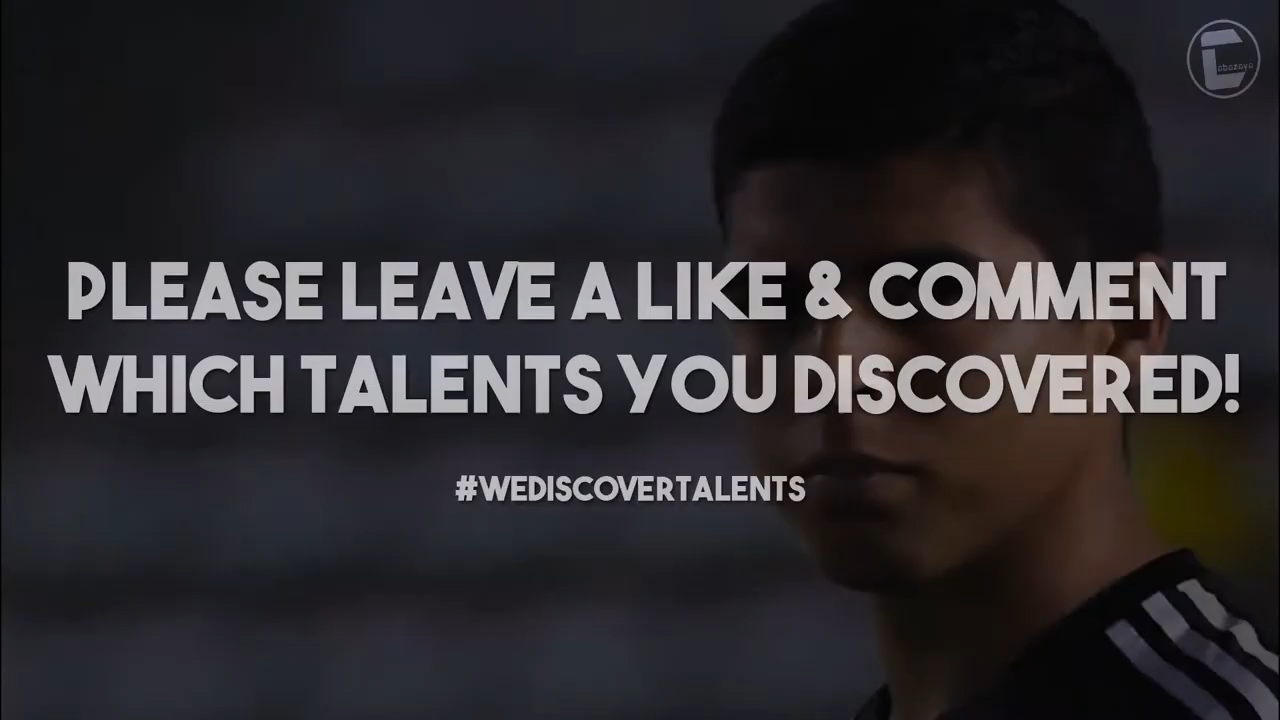 PLEASE LEAVE A LIKE & COMMENT
WHICH TALENTS YOU DISCOVERED!
#WEDISCOVERTALENTS